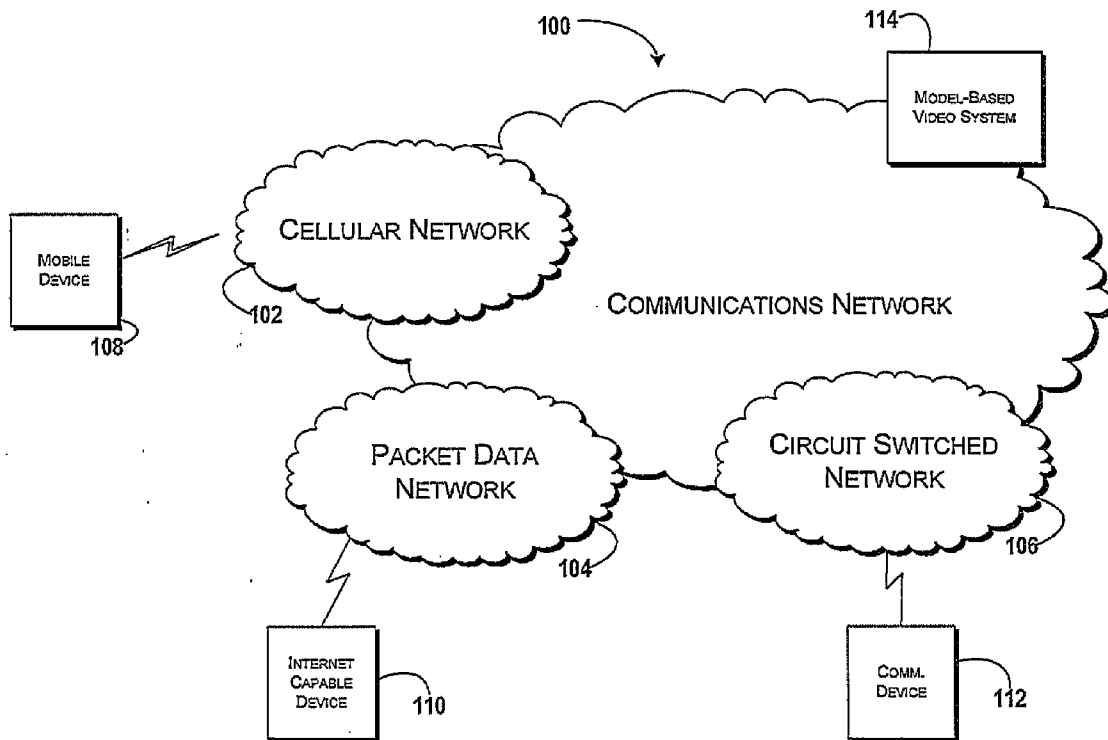 100
114
MODEL-BASED
VIDEO SYSTEM
CELLULAR NETWORK
MOBILE
DEVICE
102
108
COMMUNICATIONS NETWORK
PACKET DATA
NETWORK
CIRCUIT SWITCHED
NETWORK
104
106
INTERNET
CAPABLE
DEVICE
110
COMM.
DEVICE
112